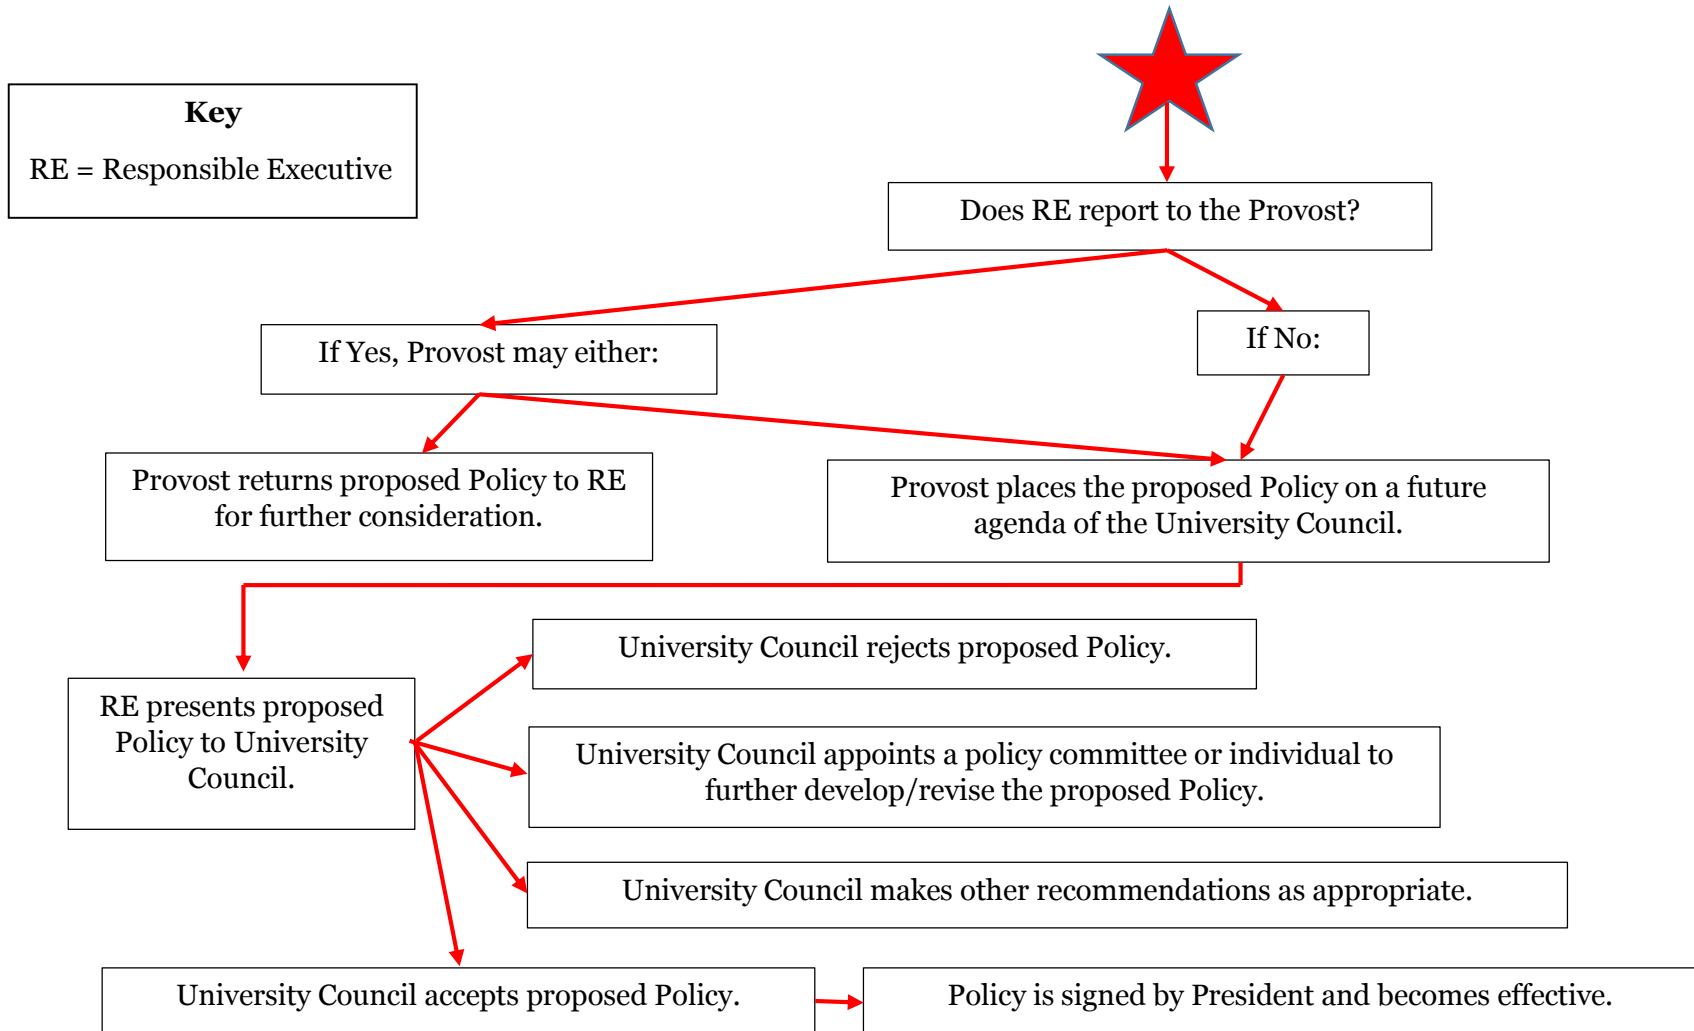 Key
RE = Responsible Executive
Does RE report to the Provost?
If Yes, Provost may either:
If No:
Provost returns proposed Policy to RE
for further consideration.
Provost places the proposed Policy on a future
agenda of the University Council.
RE presents proposed
Policy to University
Council.
University Council rejects proposed Policy.
University Council appoints a policy committee or individual to
further develop/revise the proposed Policy.
University Council makes other recommendations as appropriate.
University Council accepts proposed Policy.
Policy is signed by President and becomes effective.